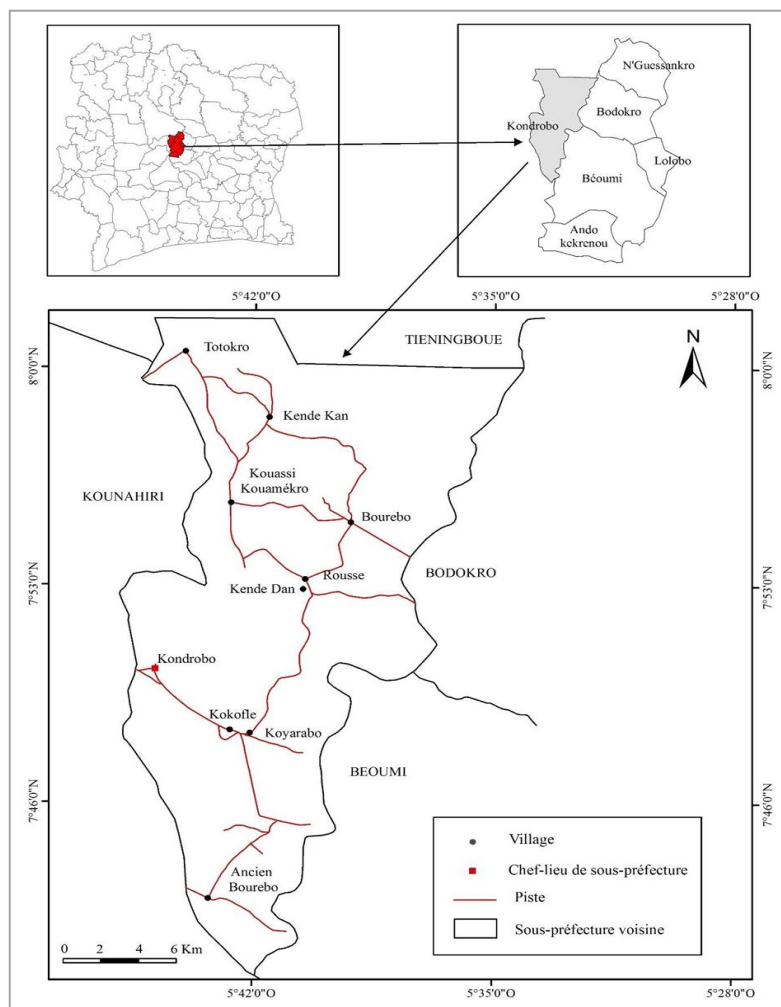 N'Guessankro
Kondrobo
Bodokro
Lolobo
Béoumi
Ando
kekrenou
5°42'0"O
5°35'0"O
5°28'0"O
TIENINGBOUE
N
Totokro
8°0'0"N
8°0'0"N
Kende Kan
Kouassi
Kouamékro
KOUNAHIRI
Bourebo
BODOKRO
Rousse
7°53'0"N
Kende Dan
7°53'0"N
Kondrobo
Kokofle
Koyarabo
BEOUMI
7°46'0"N
7°46'0"N
Village
Chef-lieu de sous-préfecture
Piste
Sous-préfecture voisine
Ancien
Bourebo
0 2 4 6 Km
5°42'0"O
5°35'0"O
5°28'0"O